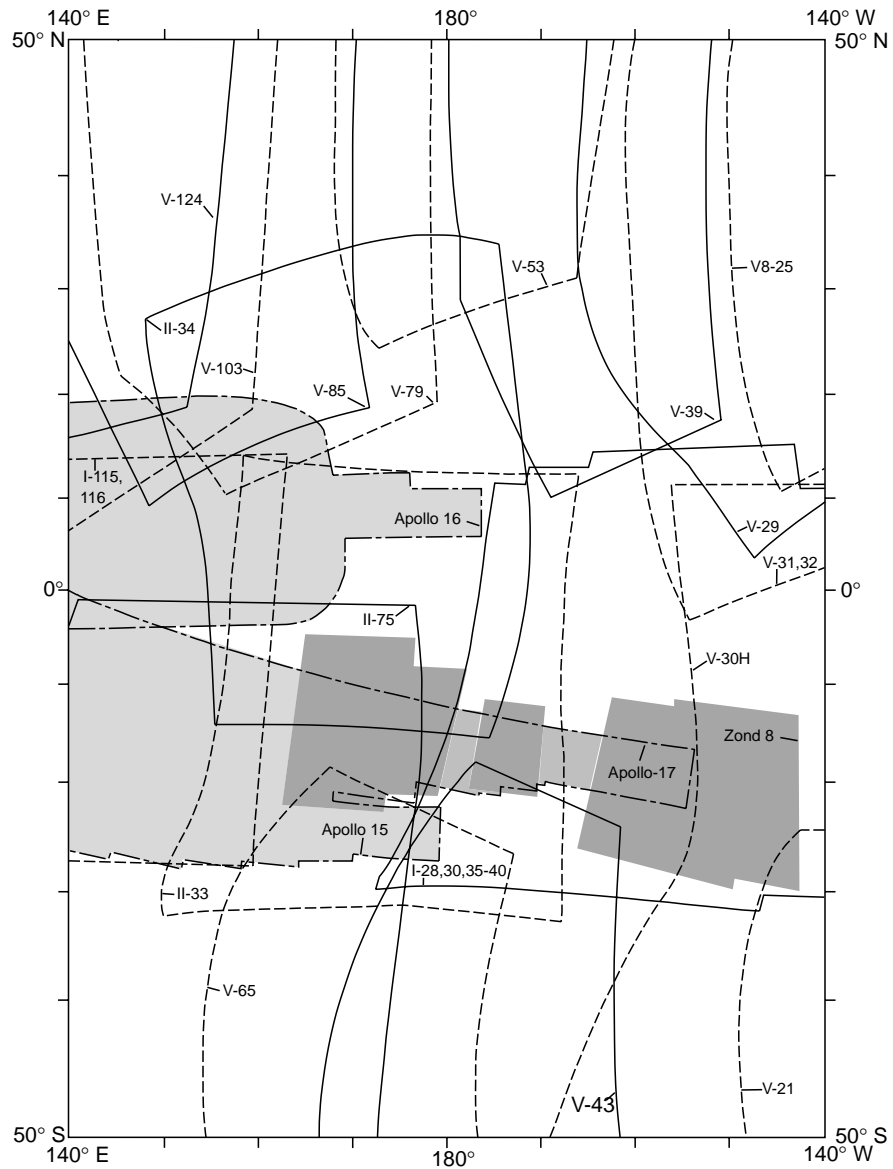 140° E
180°
140° W
50° N
50° N
V-124
V-53
V8-25
II-34
V-103
V-85
V-79
V-39
I-115,
116
Apollo 16
V-29
V-31,32
0°
0°
II-75
V-30H
Zond 8
Apollo-17
Apollo 15
I-28,30,35-40
II-33
V-65
V-21
V-43
50° S
50° S
140° E
180°
140° W